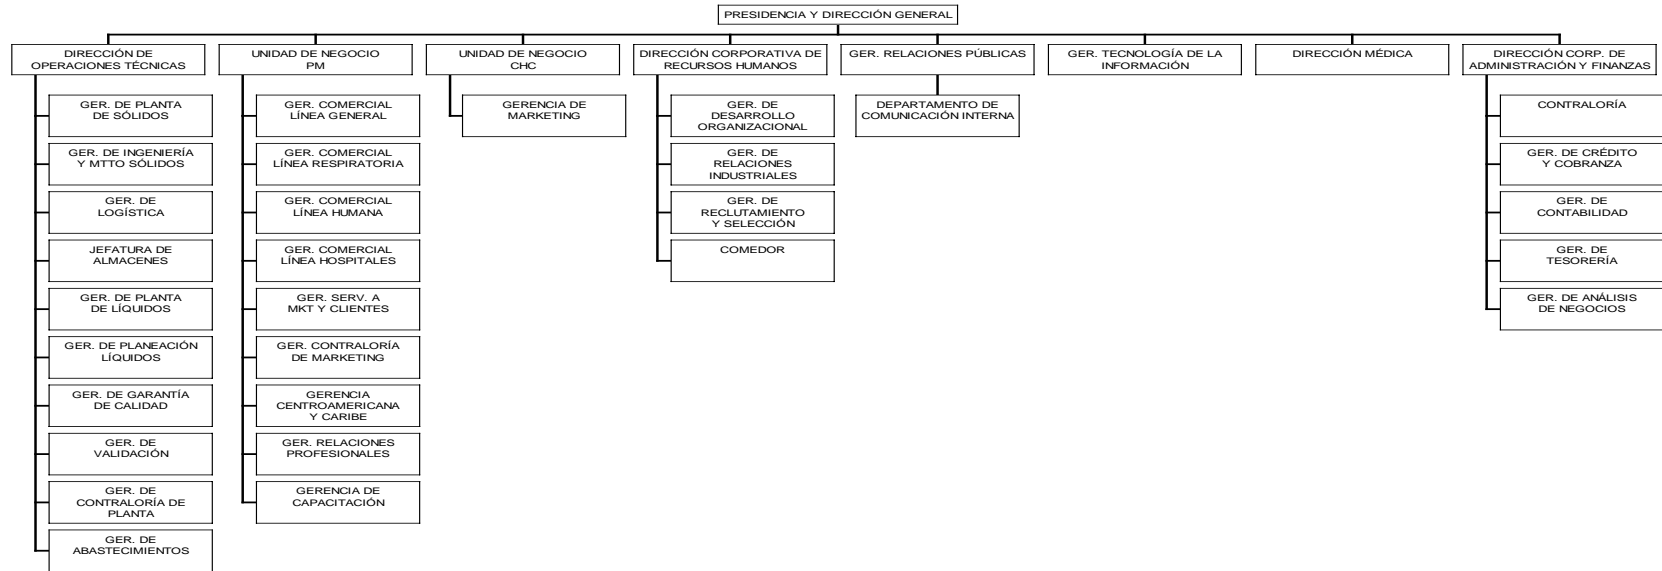 PRESIDENCIA Y DIRECCIÓN GENERAL
DIRECCIÓN DE
OPERACIONES TÉCNICAS
UNIDAD DE NEGOCIO
PM
UNIDAD DE NEGOCIO
CHC
DIRECCIÓN CORPORATIVA DE
RECURSOS HUMANOS
GER. RELACIONES PÚBLICAS
GER. TECNOLOGÍA DE LA
INFORMACIÓN
DIRECCIÓN MÉDICA
DIRECCIÓN CORP. DE
ADMINISTRACIÓN Y FINANZAS
GER. DE PLANTA
DE SÓLIDOS
GER. DE INGENIERÍA
Y MTTO SÓLIDOS
GER. DE
LOGÍSTICA
JEFATURA DE
ALMACENES
GER. DE PLANTA
DE LÍQUIDOS
GER. DE PLANEACIÓN
LÍQUIDOS
GER. DE GARANTÍA
DE CALIDAD
GER. DE
VALIDACIÓN
GER. DE
CONTRALORÍA DE
PLANTA
GER. DE
ABASTECIMIENTOS
GER. COMERCIAL
LÍNEA GENERAL
GER. COMERCIAL
LÍNEA RESPIRATORIA
GER. COMERCIAL
LÍNEA HUMANA
GER. COMERCIAL
LÍNEA HOSPITALES
GER. SERV. A
MKT Y CLIENTES
GER. CONTRALORÍA
DE MARKETING
GERENCIA
CENTROAMERICANA
Y CARIBE
GER. RELACIONES
PROFESIONALES
GERENCIA DE
CAPACITACIÓN
GERENCIA DE
MARKETING
GER. DE
DESARROLLO
ORGANIZACIONAL
GER. DE
RELACIONES
INDUSTRIALES
GER. DE
RECLUTAMIENTO
Y SELECCIÓN
COMEDOR
DEPARTAMENTO DE
COMUNICACIÓN INTERNA
CONTRALORÍA
GER. DE CRÉDITO
Y COBRANZA
GER. DE
CONTABILIDAD
GER. DE
TESORERÍA
GER. DE ANÁLISIS
DE NEGOCIOS